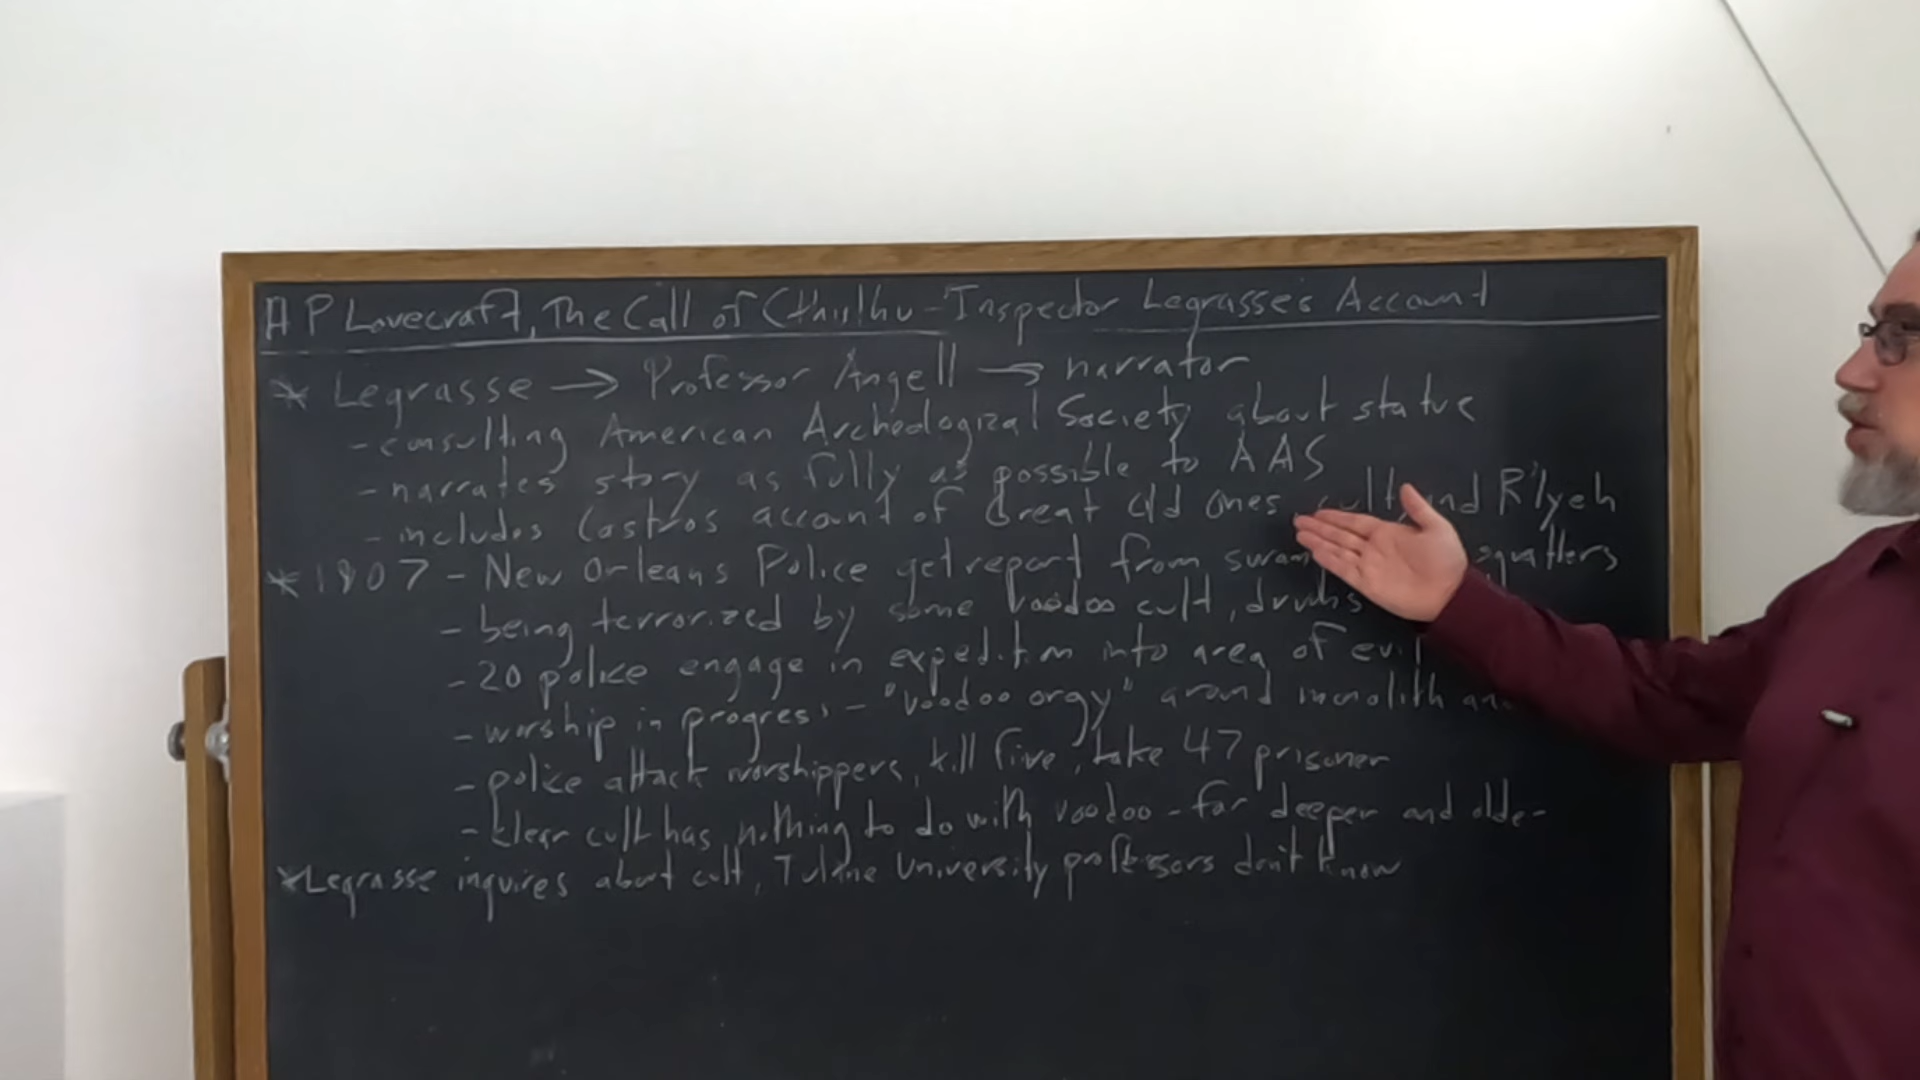 H P Lovecraft, The Call of Cthulhu - Inspector Legrasse's Account
* Legrasse → Professor Angell → narrator
- consulting American Archeological Society about statue
- narrates story as fully as possible to AAS
- includes Castros account of Great Old Ones cult and R'lyeh
* 1907 - New Orleans Police get report from swam squatters
- being terrorized by some voodoo cult, drums
- 20 police engage in expedition into area of evil
- worship in progress - "voodoo orgy" around monolith an
- police attack worshippers, kill five, take 47 prisoner
- clear cult has nothing to do with voodoo - far deeper and older
* Legrasse inquires about cult, Tulane University professors don't know